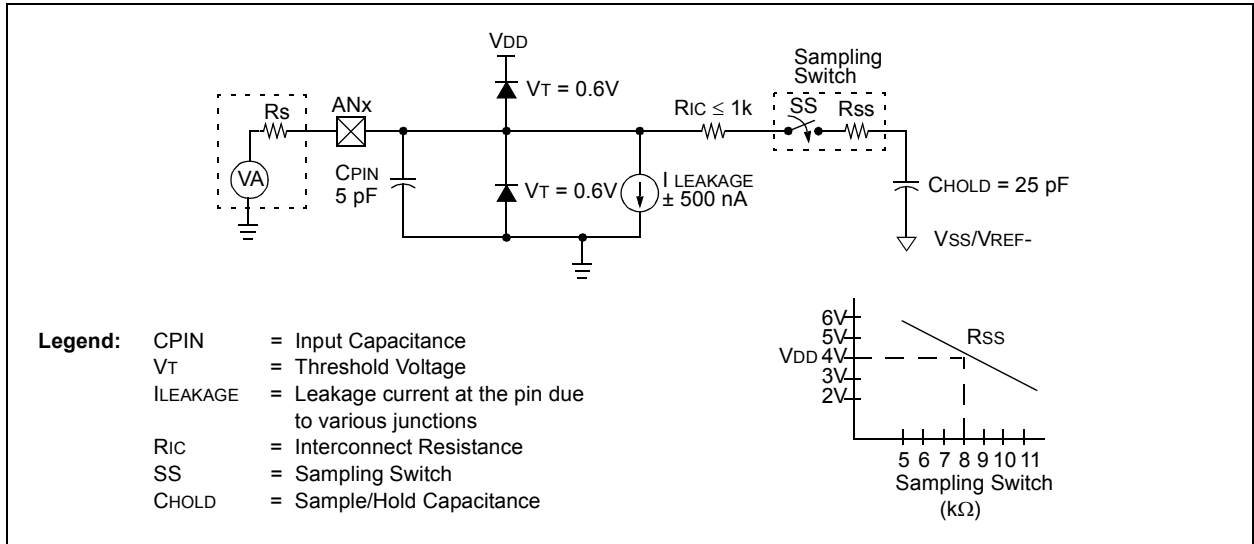 VDD
Sampling
Switch
VT = 0.6V
Rs
ANx
RIC ≤ 1k
SS
Rss
CPIN
5 pF
VA
VT = 0.6V
I LEAKAGE
± 500 nA
CHOLD = 25 pF
VSS/VREF-
Legend:
CPIN = Input Capacitance
VT = Threshold Voltage
ILEAKAGE = Leakage current at the pin due
to various junctions
RIC = Interconnect Resistance
SS = Sampling Switch
CHOLD = Sample/Hold Capacitance
6V
5V
VDD 4V
3V
2V
RSS
5 6 7 8 9 10 11
Sampling Switch
(kΩ)